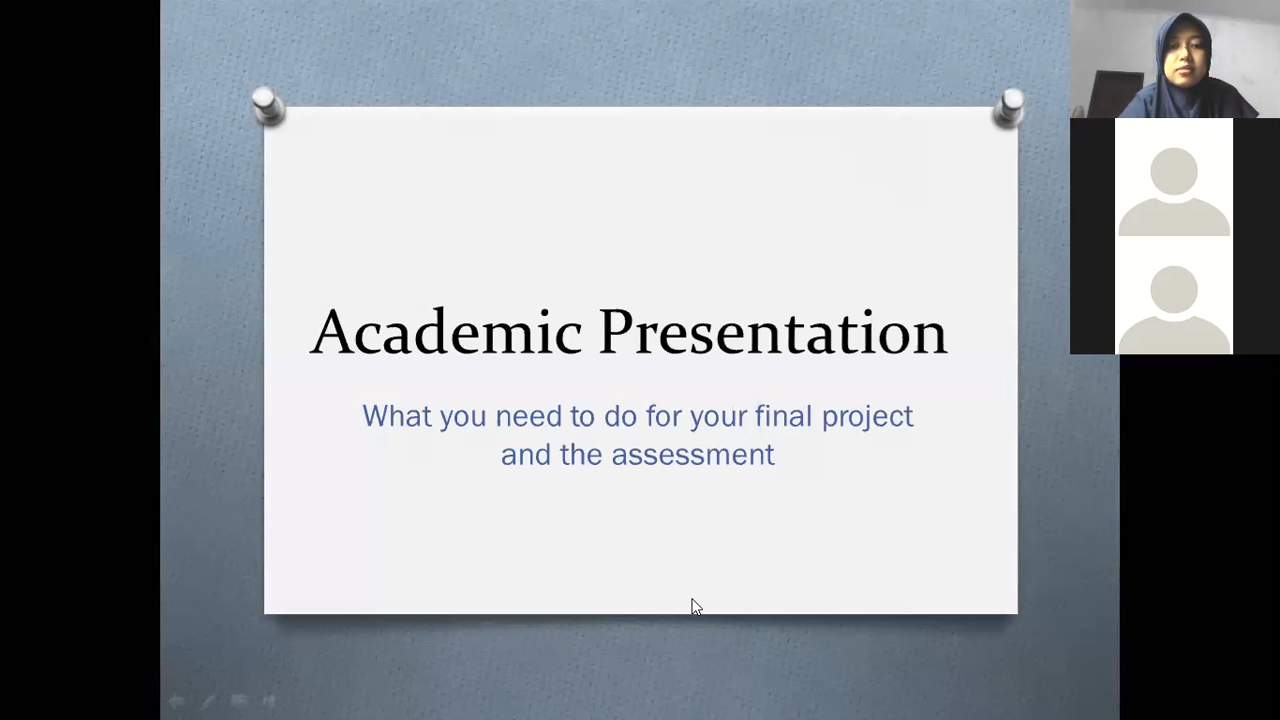 Academic Presentation
What you need to do for your final project
and the assessment